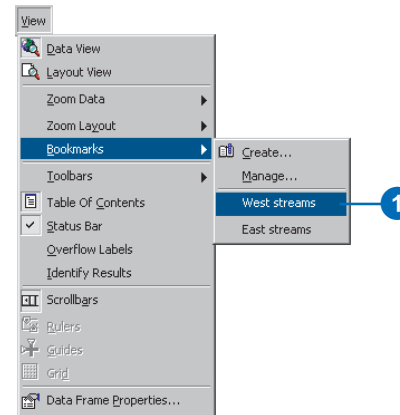 View
Data View
Layout View
Zoom Data
Zoom Layout
Bookmarks
Create...
Manage...
West streams
1
East streams
Toolbars
Table Of Contents
Status Bar
Overflow Labels
Identify Results
Scrollbars
Rulers
Guides
Grid
Data Frame Properties...